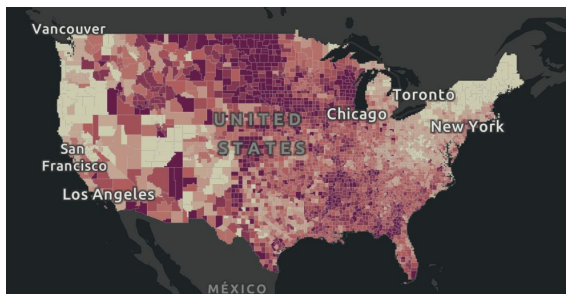 Vancouver
Toronto
UNITED
Chicago
New York
STATES
San
Francisco
Los Angeles
MÉXICO